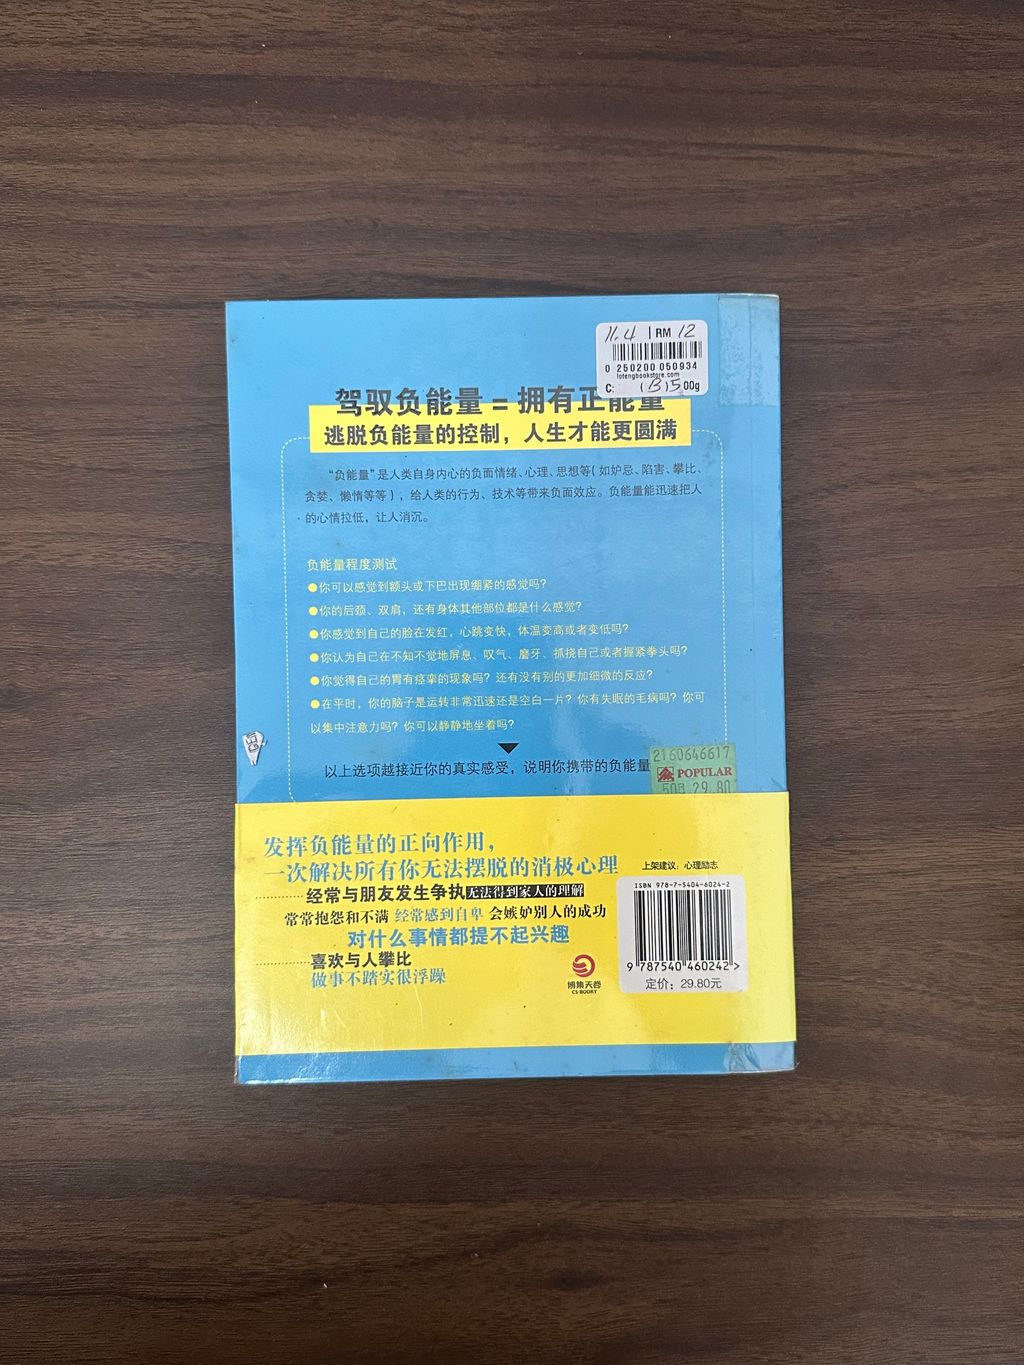 11.4 RM 12
0 250200 050934
fotengbookstore.com
C: (B)5 00g
驾驭负能量=拥有正能量
逃脱负能量的控制，人生才能更圆满
“负能量”是人类自身内心的负面情绪、心理、思想等（如妒忌、陷害、攀比、
贪婪、懒惰等等），给人类的行为、技术等带来负面效应。负能量能迅速把人
的心情拉低，让人消沉。
负能量程度测试
●你可以感觉到额头或下巴出现绷紧的感觉吗？
●你的后颈、双肩，还有身体其他部位都是什么感觉？
●你感觉到自己的脸在发红，心跳变快，体温变高或者变低吗？
●你认为自己在不知不觉地屏息、叹气、磨牙、抓挠自己或者握紧拳头吗？
●你觉得自己的胃有痉挛的现象吗？还有没有别的更加细微的反应？
●在平时，你的脑子是运转非常迅速还是空白一片？你有失眠的毛病吗？你可
以集中注意力吗？你可以静静地坐着吗？
以上选项越接近你的真实感受，说明你携带的负能量
2160646617
POPULAR
50B 29.80
发挥负能量的正向作用，
一次解决所有你无法摆脱的消极心理
经常与朋友发生争执 无法得到家人的理解
常常抱怨和不满 经常感到自卑 会嫉妒别人的成功
对什么事情都提不起兴趣
喜欢与人攀比
做事不踏实很浮躁
博集天卷
CS-BOOKY
上架建议：心理励志
ISBN 978-7-5404-6024-2
9 787540 460242 >
定价：29.80元